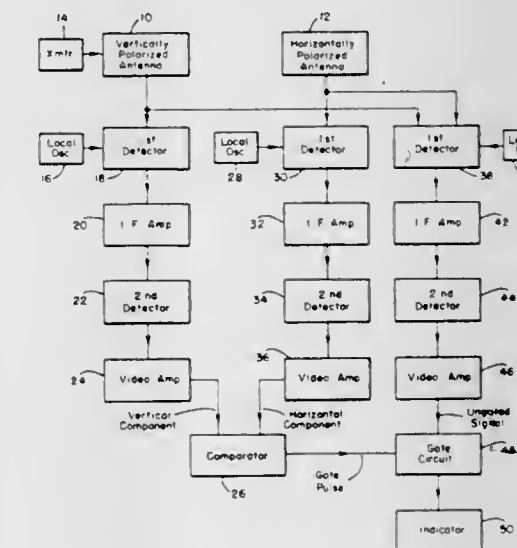 14
10
12
Xmtr
Vertically
Polarized
Antenna
Horizontally
Polarized
Antenna
Local
Osc
1st
Detector
Local
Osc
1st
Detector
1st
Detector
16
18
28
30
38
20
I F Amp
32
I F Amp
I F Amp
42
22
2nd
Detector
34
2nd
Detector
2nd
Detector
44
24
Video Amp
36
Video Amp
Video Amp
46
Vertical
Component
Horizontal
Component
Ungated
Signal
Comparator
Gate
Pulse
Gate
Circuit
48
26
Indicator
50